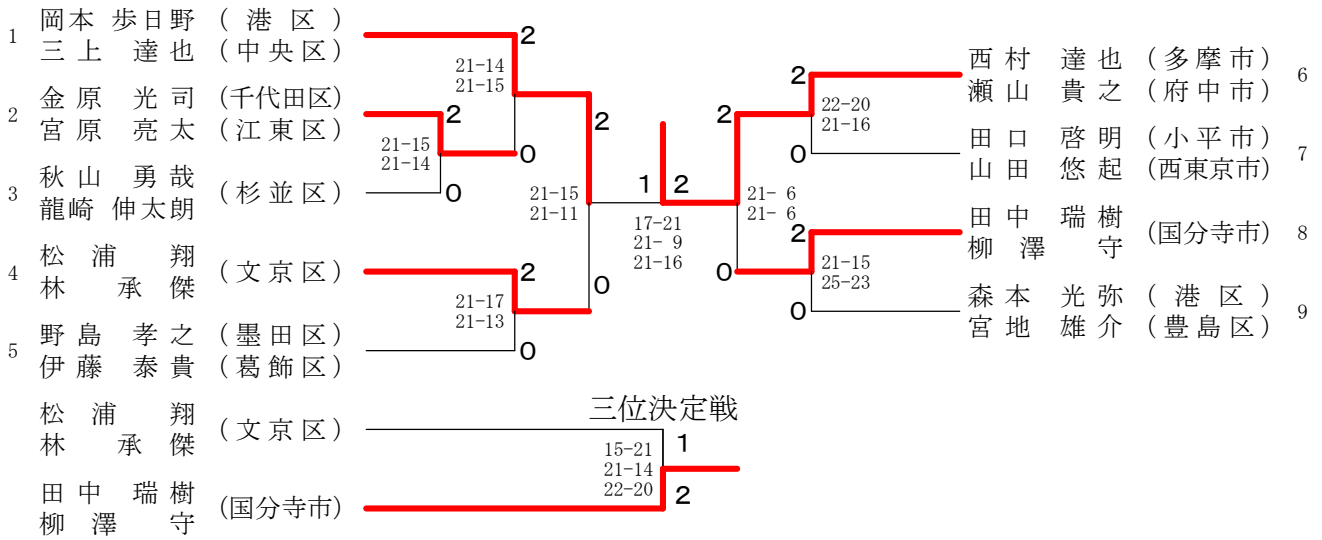 1 岡本 歩日野 (港区)
三上 達也 (中央区)
2 金原 光司 (千代田区)
宮原 亮太 (江東区)
3 秋山 勇哉
龍崎 伸太朗 (杉並区)
4 松浦 翔
林 承傑 (文京区)
5 野島 孝之 (墨田区)
伊藤 泰貴 (葛飾区)
2
21-14
21-15
0
2
21-15
21-14
0
2
21-15
21-11
0
2
21-17
21-13
0
1 2
17-21
21- 9
21-16
2
21- 6
21- 6
0
2
22-20
21-16
0
2
21-15
25-23
0
西村 達也 (多摩市) 6
瀬山 貴之 (府中市)
田口 啓明 (小平市) 7
山田 悠起 (西東京市)
田中 瑞樹
柳澤 守 (国分寺市) 8
森本 光弥 (港区) 9
宮地 雄介 (豊島区)
三位決定戦
松浦 翔
林 承傑 (文京区)
田中 瑞樹
柳澤 守 (国分寺市)
1
15-21
21-14
22-20
2